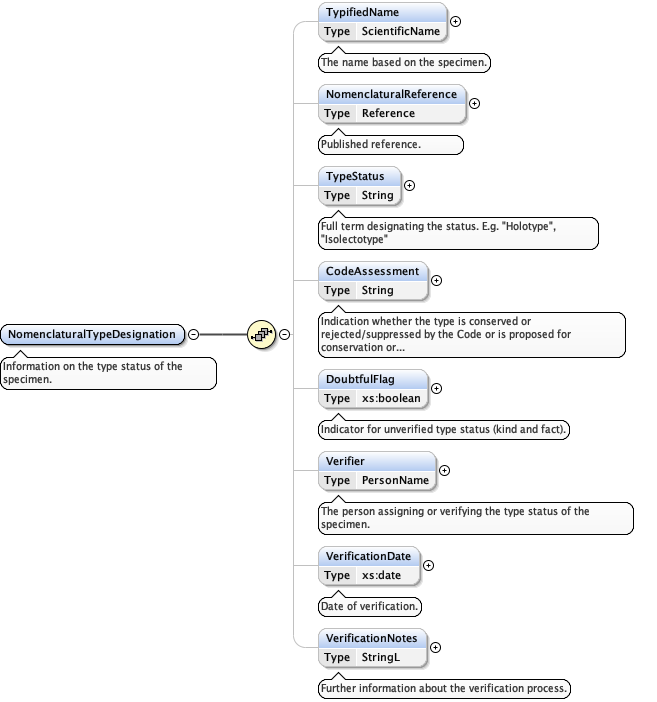 TypifiedName
Type ScientificName
The name based on the specimen.
NomenclaturalReference
Type Reference
Published reference.
TypeStatus
Type String
Full term designating the status. E.g. "Holotype",
"Isolectotype"
CodeAssessment
Type String
Indication whether the type is conserved or
rejected/suppressed by the Code or is proposed for
conservation or...
NomenclaturalTypeDesignation
Information on the type status of the
specimen.
DoubtfulFlag
Type xs:boolean
Indicator for unverified type status (kind and fact).
Verifier
Type PersonName
The person assigning or verifying the type status of the
specimen.
VerificationDate
Type xs:date
Date of verification.
VerificationNotes
Type StringL
Further information about the verification process.